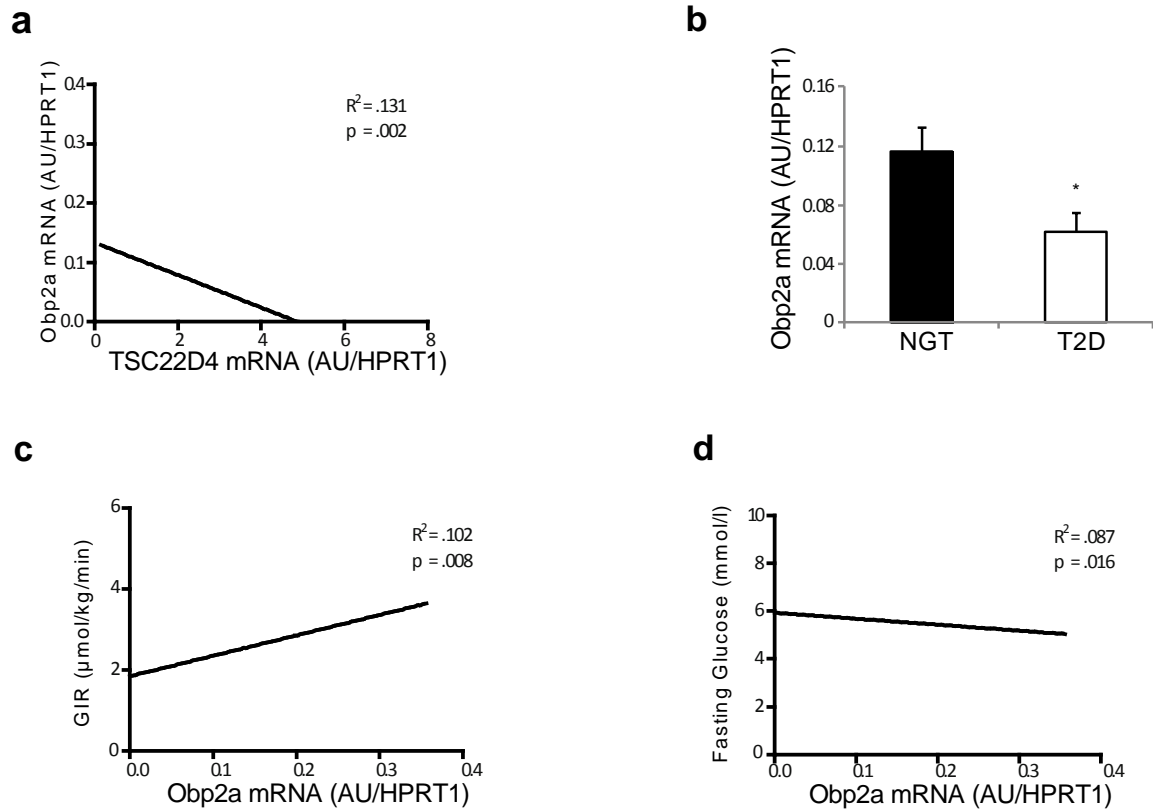 a
Obp2a mRNA (AU/HPRT1)
0.4
0.3
0.2
0.1
0.0
0 2 4 6 8
TSC22D4 mRNA (AU/HPRT1)
R² = .131
p = .002
b
Obp2a mRNA (AU/HPRT1)
0.16
0.12
0.08
0.04
0
*
NGT T2D
c
GIR (µmol/kg/min)
6
4
2
0
0.0 0.1 0.2 0.3 0.4
Obp2a mRNA (AU/HPRT1)
R² = .102
p = .008
d
Fasting Glucose (mmol/l)
10
8
6
4
2
0
0.0 0.1 0.2 0.3 0.4
Obp2a mRNA (AU/HPRT1)
R² = .087
p = .016